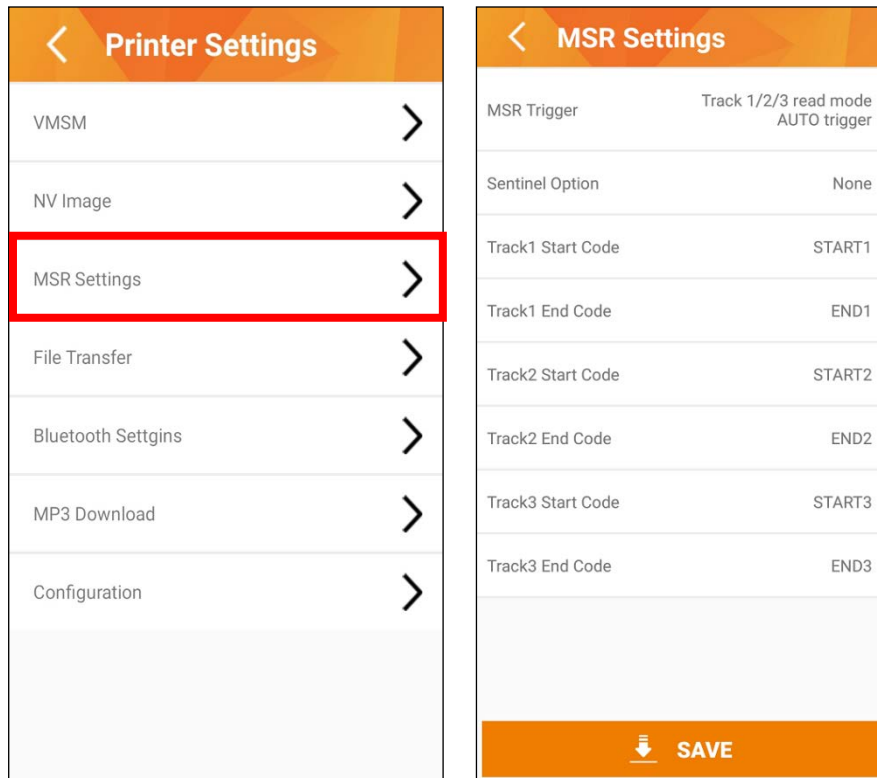 Printer Settings
VMSM
NV Image
MSR Settings
File Transfer
Bluetooth Settgins
MP3 Download
Configuration
MSR Settings
MSR Trigger
Track 1/2/3 read mode
AUTO trigger
Sentinel Option None
Track1 Start Code START1
Track1 End Code END1
Track2 Start Code START2
Track2 End Code END2
Track3 Start Code START3
Track3 End Code END3
SAVE